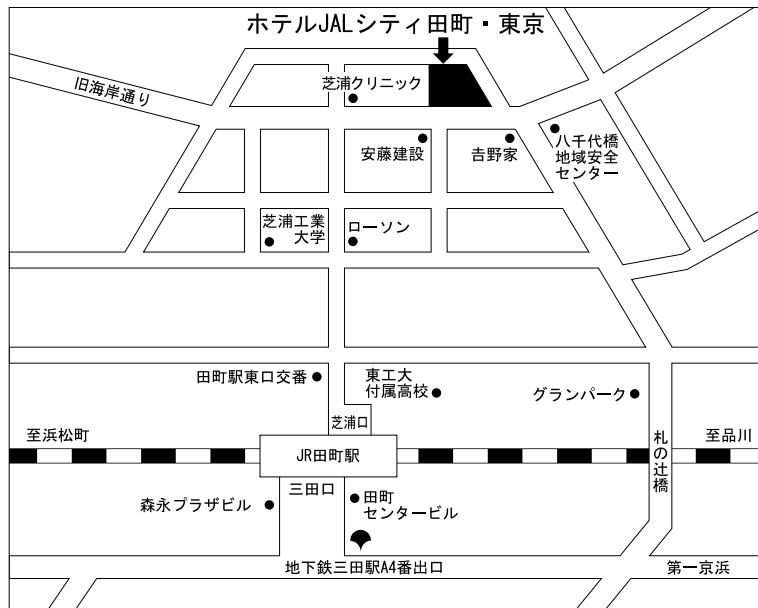 ホテルJALシティ田町・東京
旧海岸通り
芝浦クリニック
安藤建設
𠮷野家
八千代橋
地域安全
センター
芝浦工業
大学
ローソン
田町駅東口交番
東工大
付属高校
グランパーク
芝浦口
至浜松町
JR田町駅
札の辻橋
至品川
三田口
森永プラザビル
田町
センタービル
地下鉄三田駅A4番出口
第一京浜